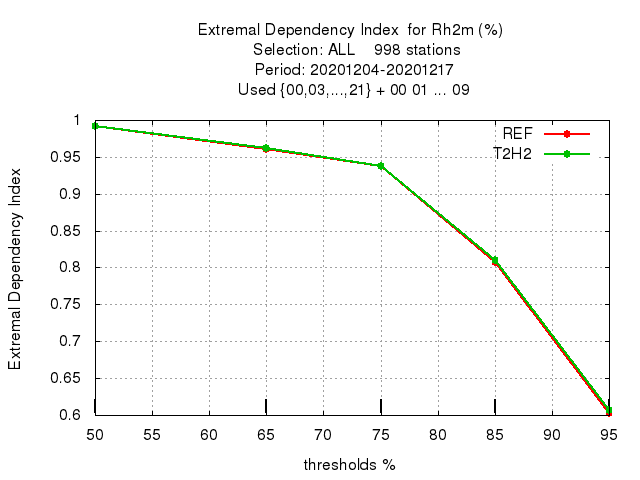 Extremal Dependency Index  for Rh2m (%)
Selection: ALL    998 stations
Period: 20201204-20201217
Used {00,03,...,21} + 00 01 ... 09
REF
T2H2
Extremal Dependency Index
1
0.95
0.9
0.85
0.8
0.75
0.7
0.65
0.6
50 55 60 65 70 75 80 85 90 95
thresholds %